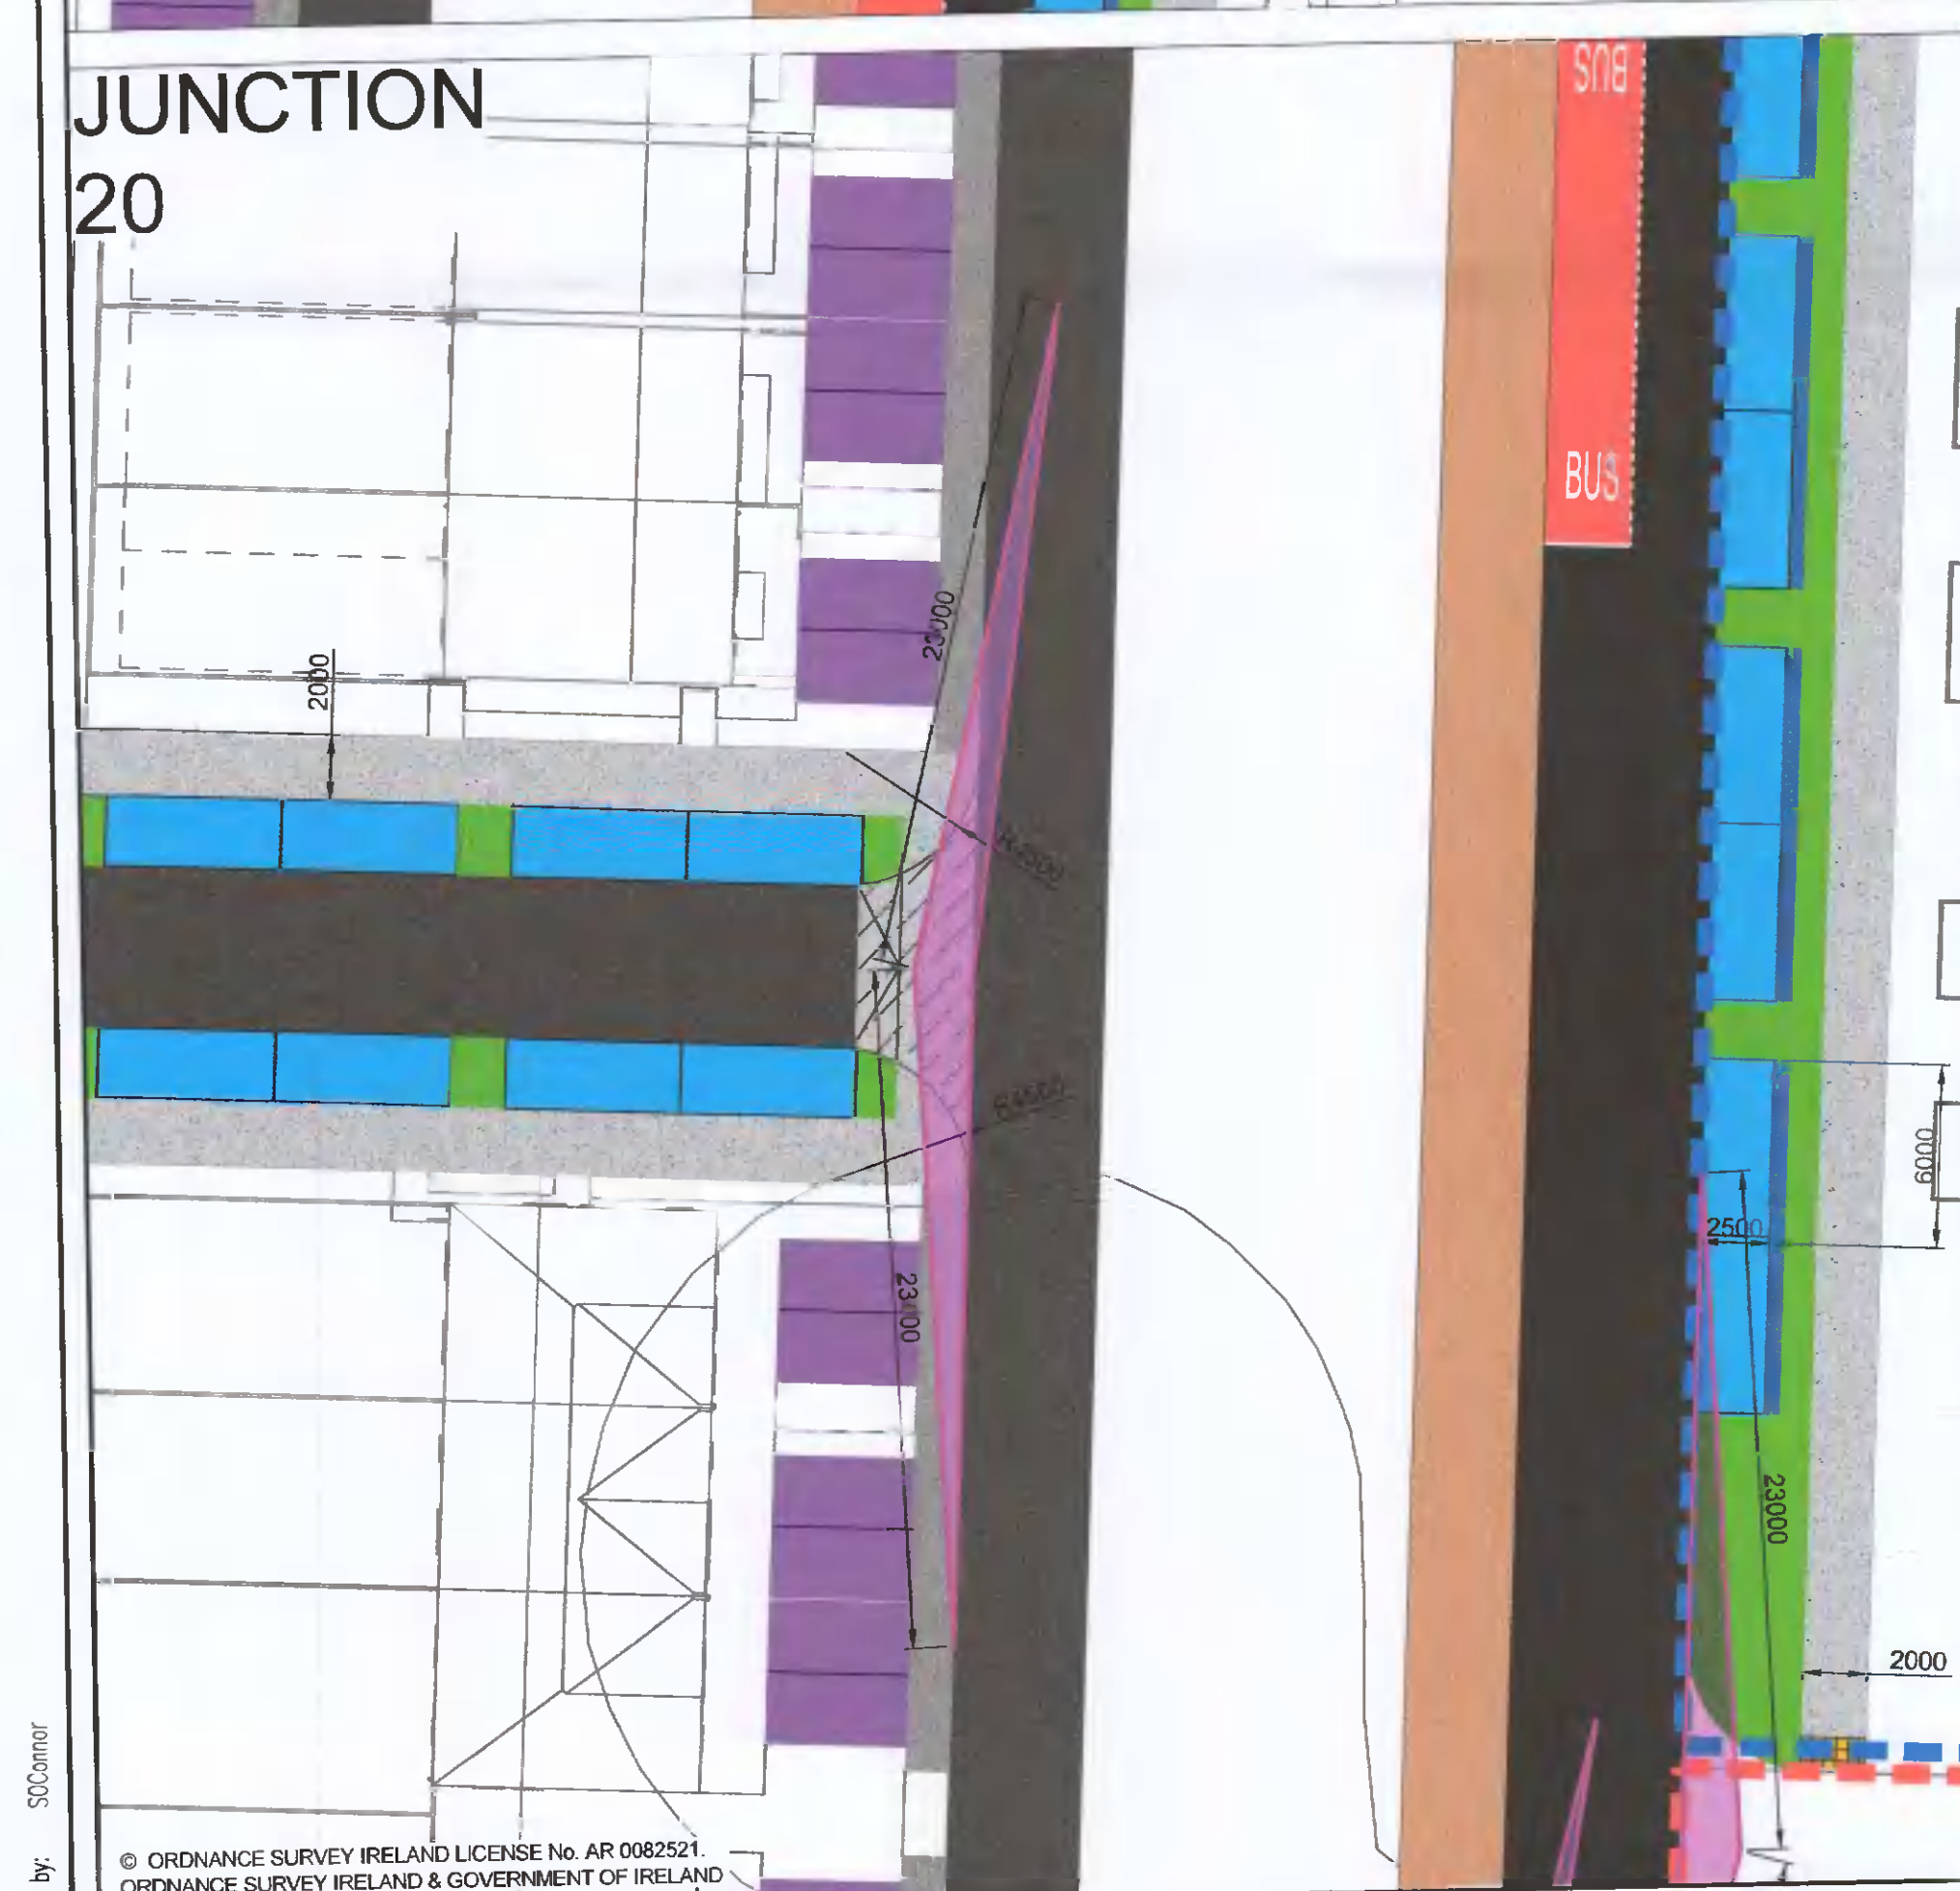 JUNCTION
20
BUS
BUS
2000
23000
R4500
23000
6000
2500
23000
2000
by: SOConnor
© ORDNANCE SURVEY IRELAND LICENSE No. AR 0082521.
ORDNANCE SURVEY IRELAND & GOVERNMENT OF IRELAND